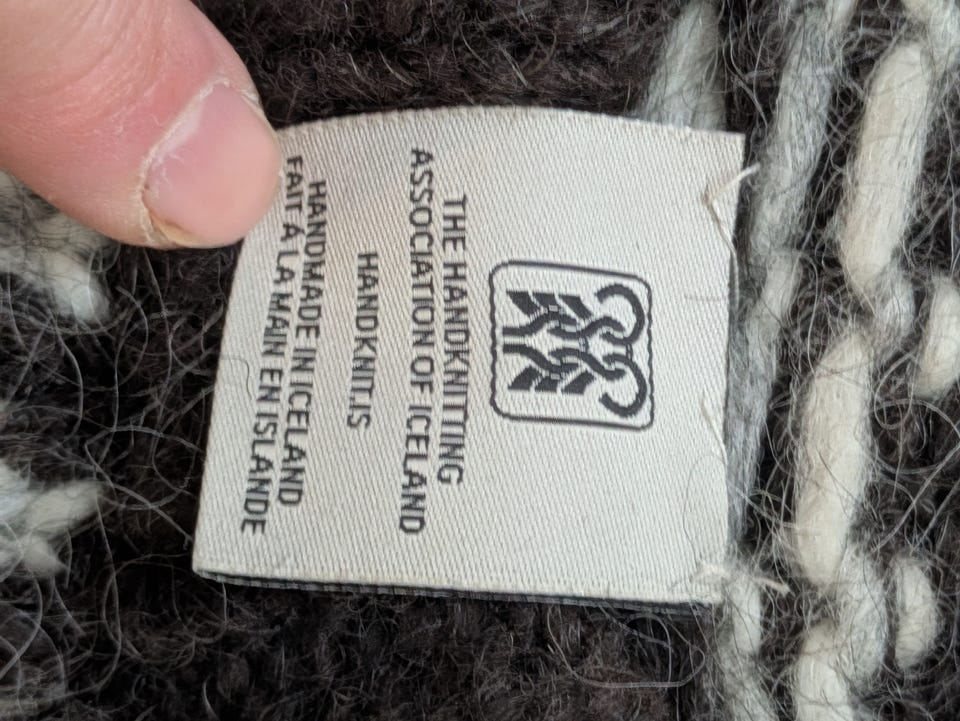 THE HANDKNITTING
ASSOCIATION OF ICELAND
HANDKNIT.IS
HANDMADE IN ICELAND
FAIT Á LA MAIN EN ISLANDE